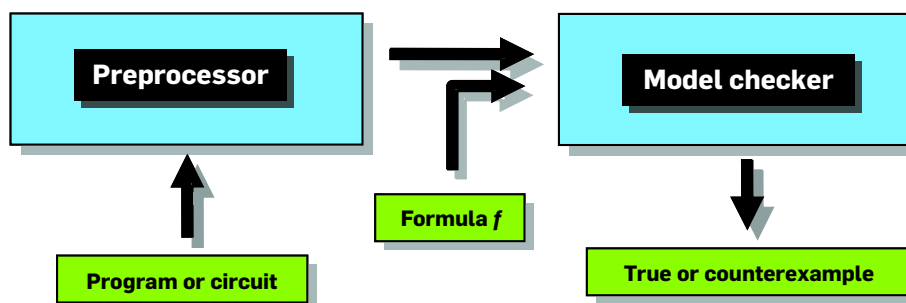 Preprocessor
Model checker
Formula f
Program or circuit
True or counterexample